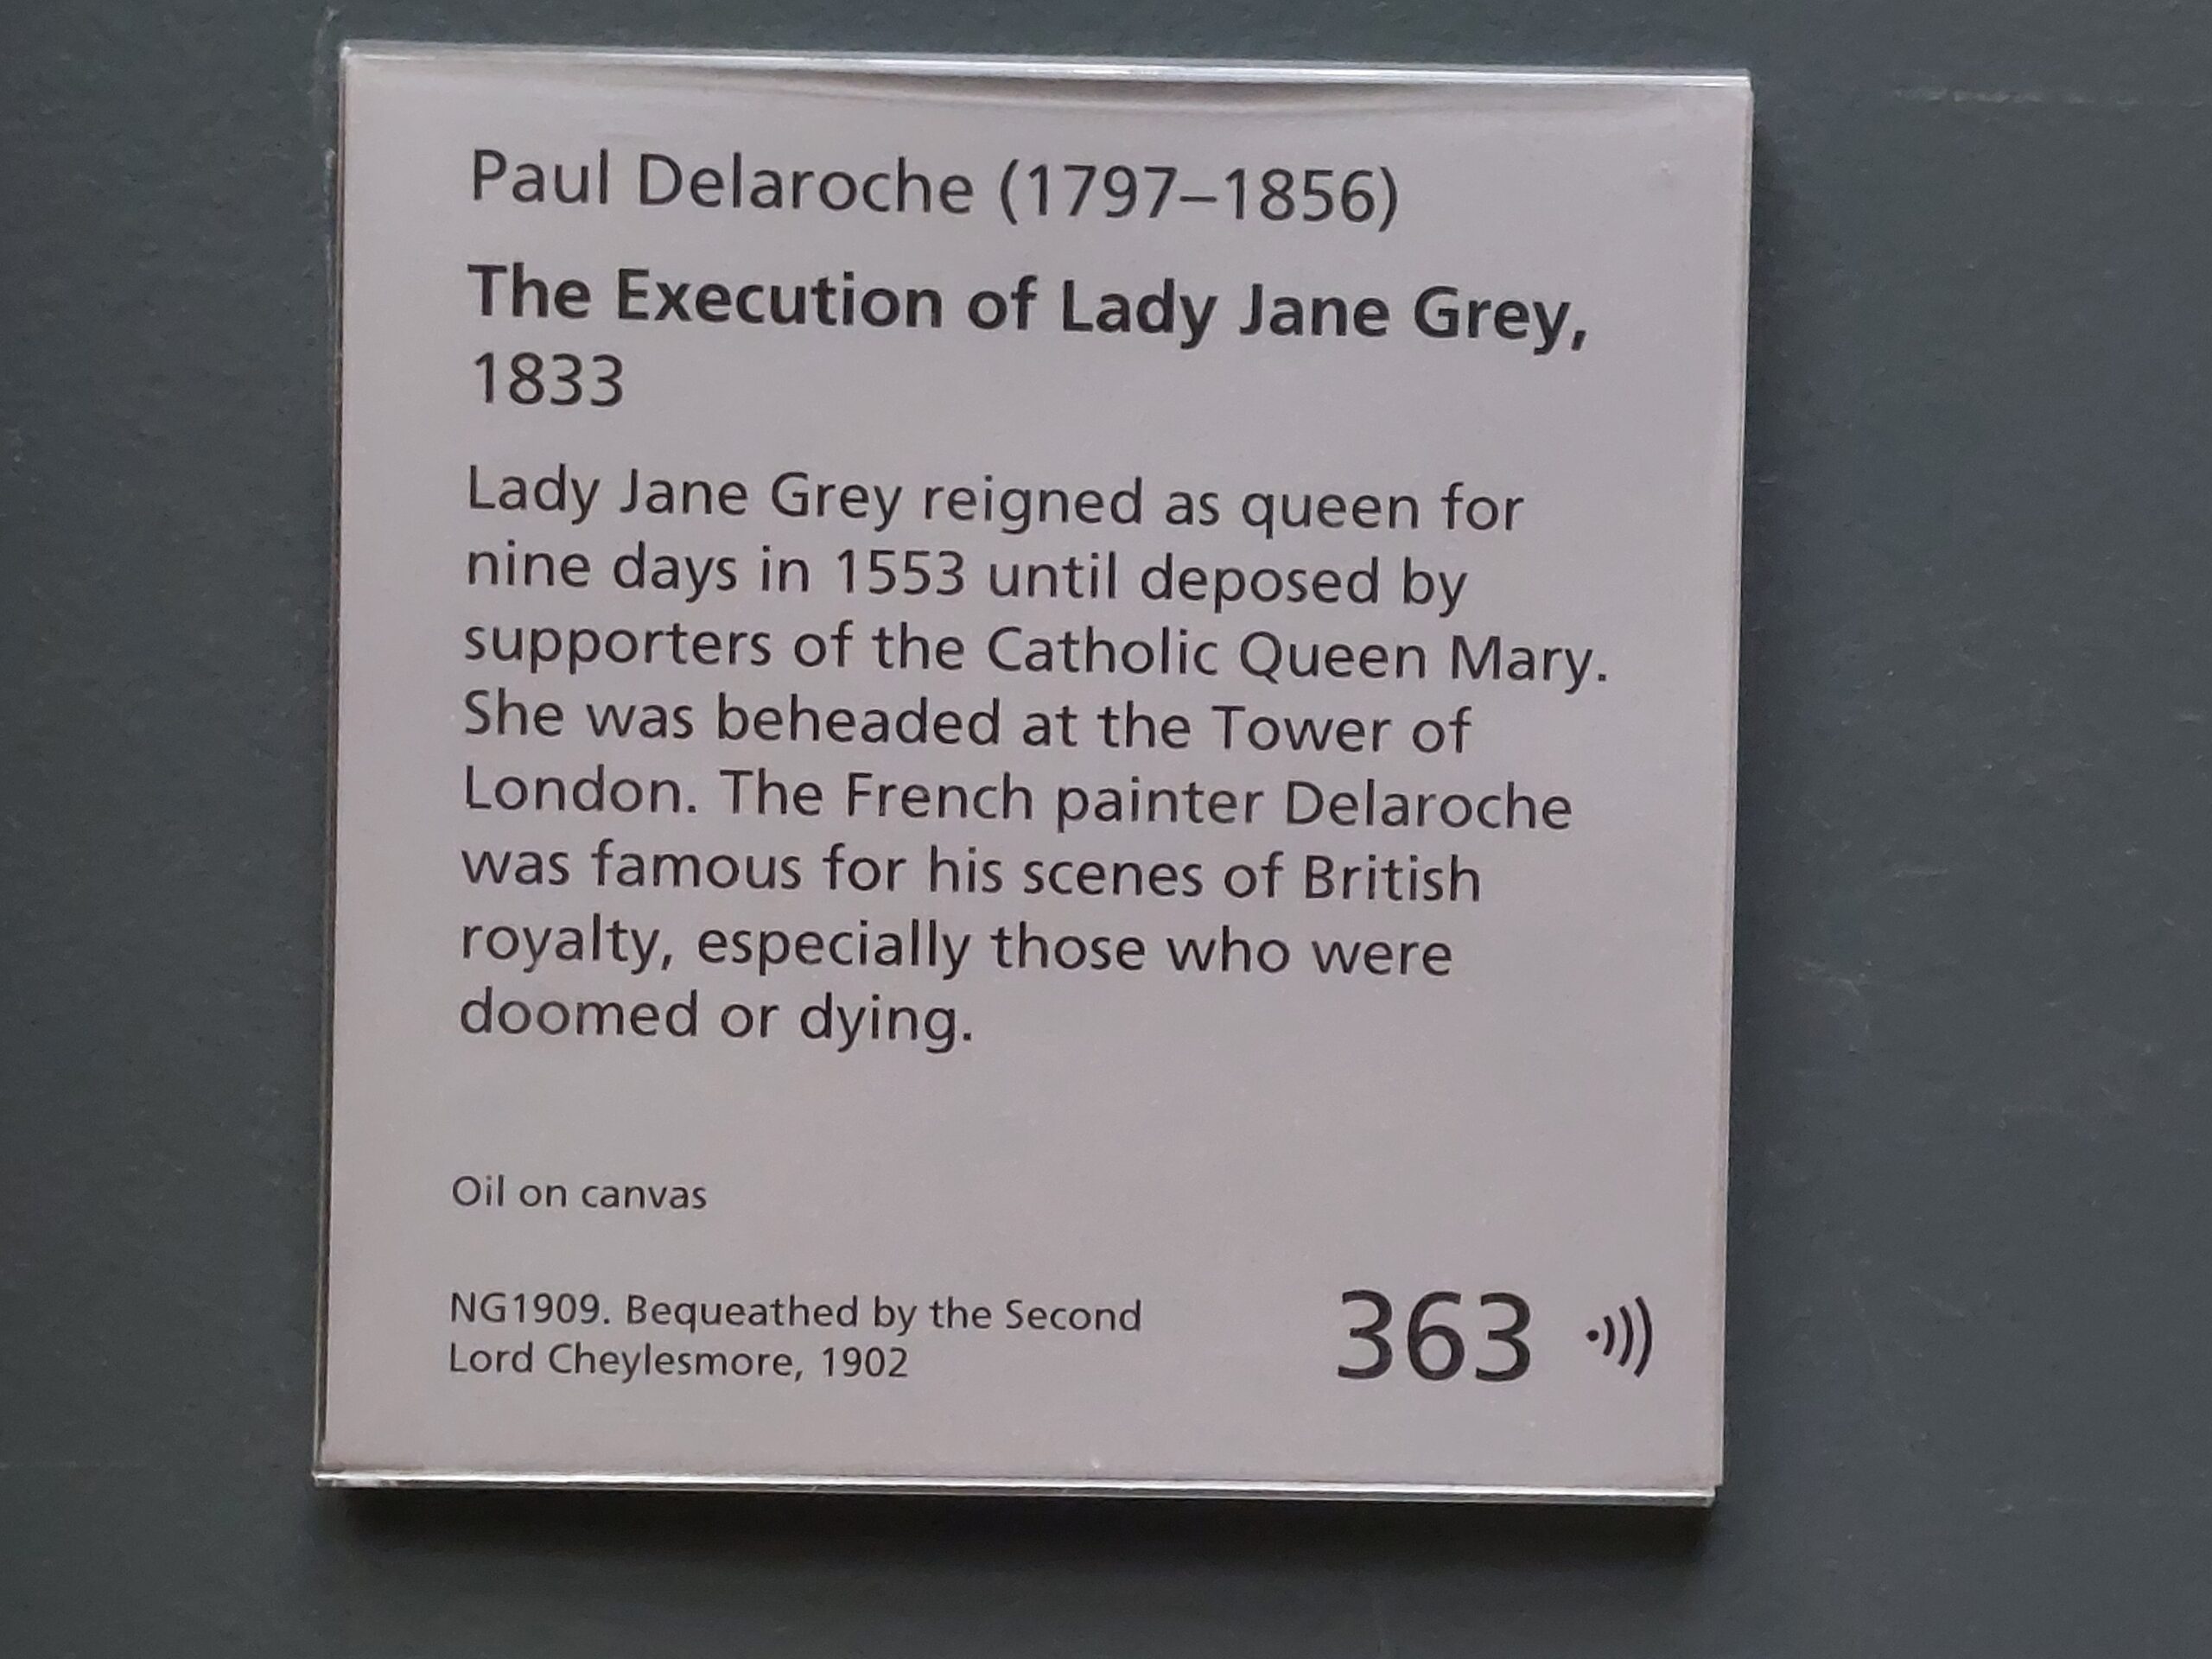 Paul Delaroche (1797–1856)
The Execution of Lady Jane Grey,
1833
Lady Jane Grey reigned as queen for
nine days in 1553 until deposed by
supporters of the Catholic Queen Mary.
She was beheaded at the Tower of
London. The French painter Delaroche
was famous for his scenes of British
royalty, especially those who were
doomed or dying.
Oil on canvas
NG1909. Bequeathed by the Second
Lord Cheylesmore, 1902
363